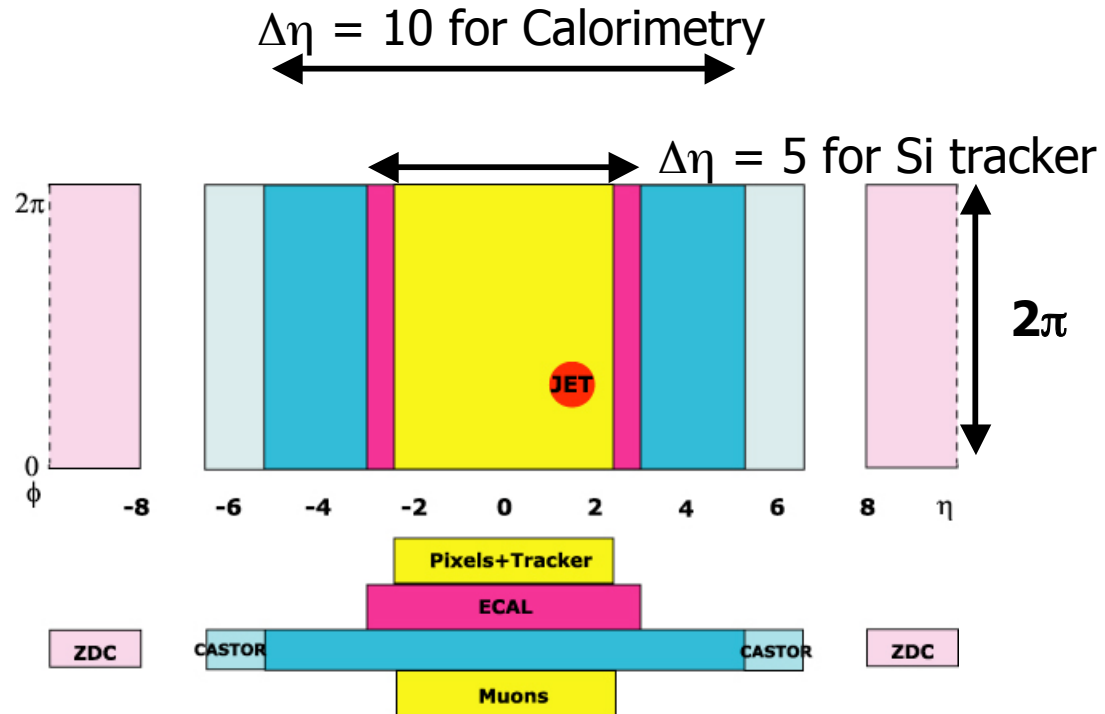 Δη = 10 for Calorimetry
Δη = 5 for Si tracker
2π
2π
JET
0
ϕ
-8 -6 -4 -2 0 2 4 6 8 η
Pixels+Tracker
ECAL
ZDC CASTOR CASTOR ZDC
Muons